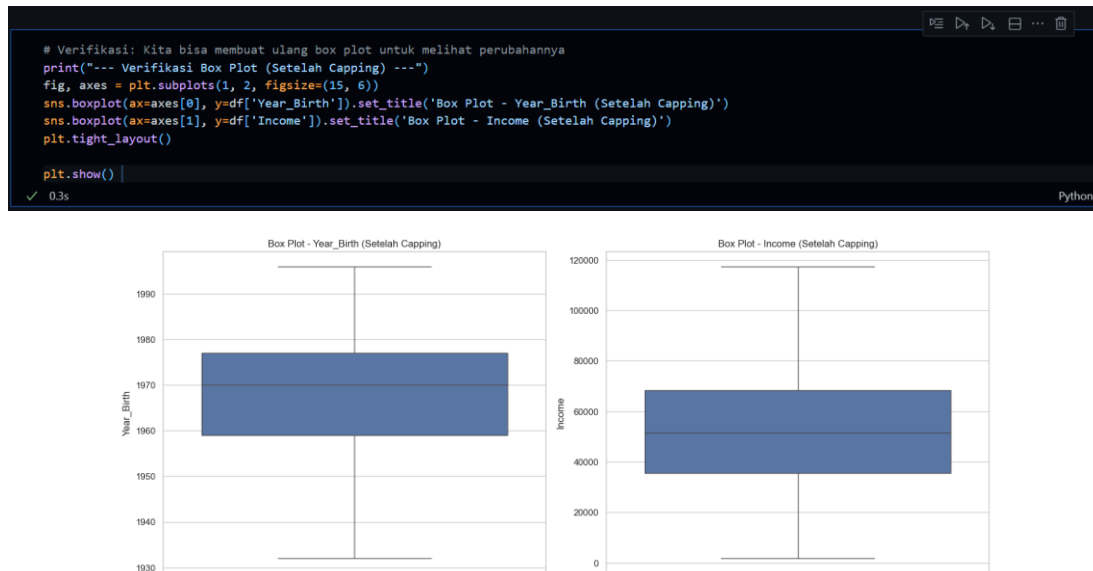 # Verifikasi: Kita bisa membuat ulang box plot untuk melihat perubahannya
print("--- Verifikasi Box Plot (Setelah Capping) ---")
fig, axes = plt.subplots(1, 2, figsize=(15, 6))
sns.boxplot(ax=axes[0], y=df['Year_Birth']).set_title('Box Plot - Year_Birth (Setelah Capping)')
sns.boxplot(ax=axes[1], y=df['Income']).set_title('Box Plot - Income (Setelah Capping)')
plt.tight_layout()
plt.show()
0.3s
Python
Box Plot - Year_Birth (Setelah Capping)
1990
1980
1970
1960
1950
1940
1930
Year_Birth
Box Plot - Income (Setelah Capping)
120000
100000
80000
60000
40000
20000
0
Income